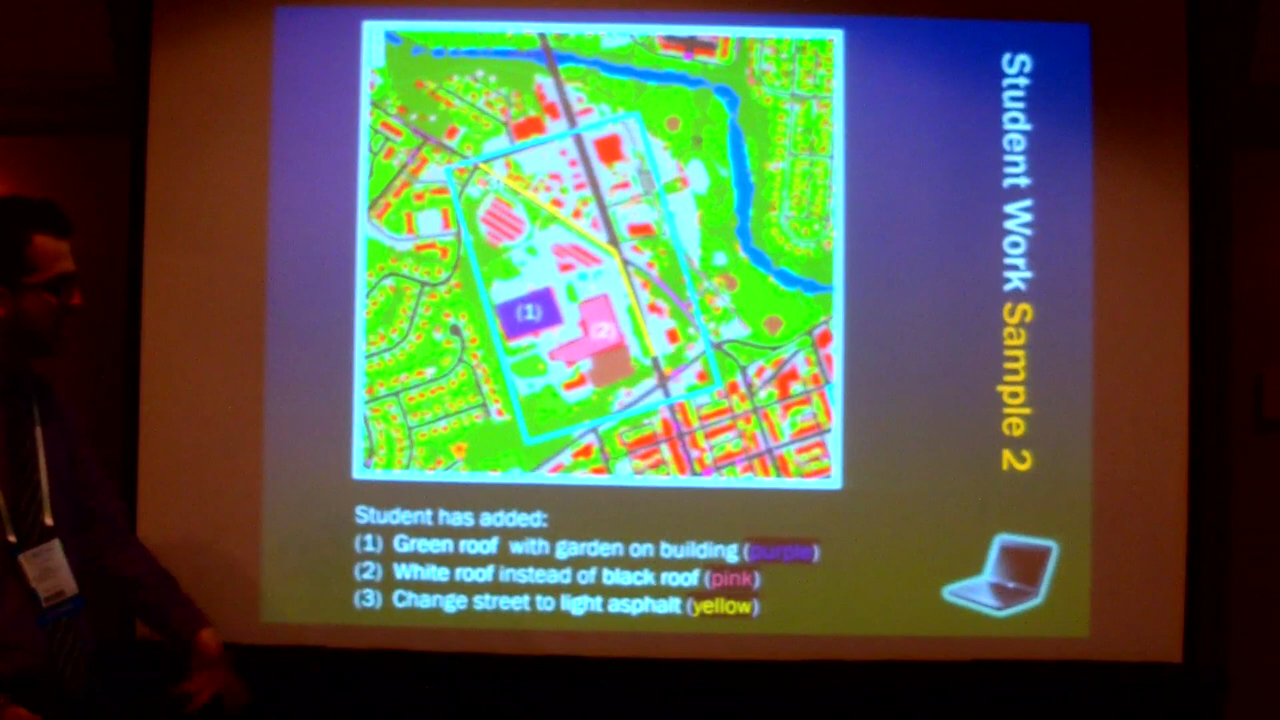 Student Work Sample 2
(1)
(2)
Student has added:
(1) Green roof with garden on building (purple)
(2) White roof instead of black roof (pink)
(3) Change street to light asphalt (yellow)